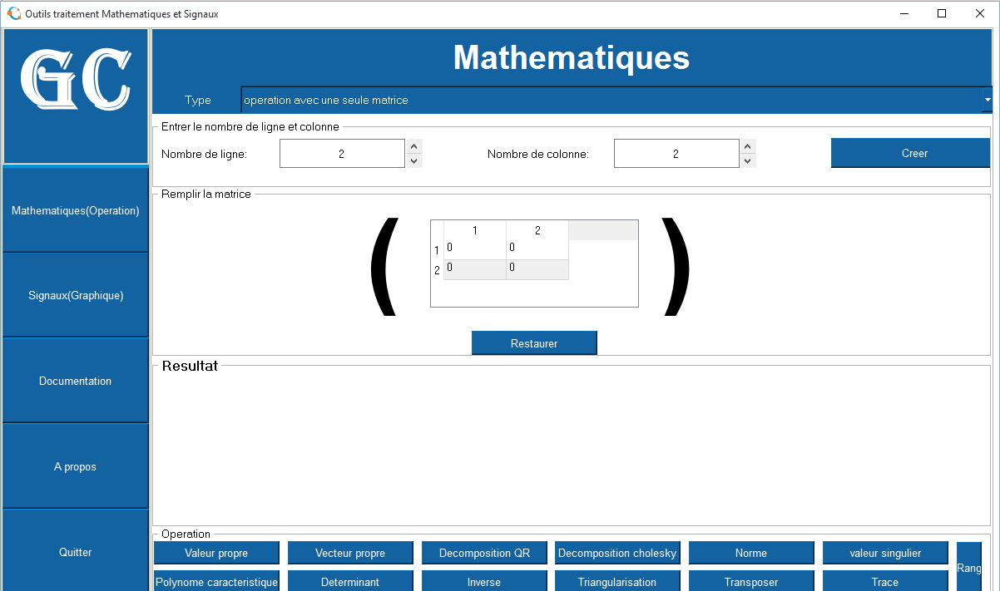 Outils traitement Mathematiques et Signaux
GC
Mathematiques
Type
operation avec une seule matrice
Entrer le nombre de ligne et colonne
Nombre de ligne: 2 Nombre de colonne: 2 Creer
Mathematiques(Operation)
Signaux(Graphique)
Documentation
A propos
Quitter
Remplir la matrice
( )
1 2
1 0 0
2 0 0
Restaurer
Resultat
Operation
Valeur propre Vecteur propre Decomposition QR Decomposition cholesky Norme valeur singulier Rang
Polynome caracteristique Determinant Inverse Triangularisation Transposer Trace